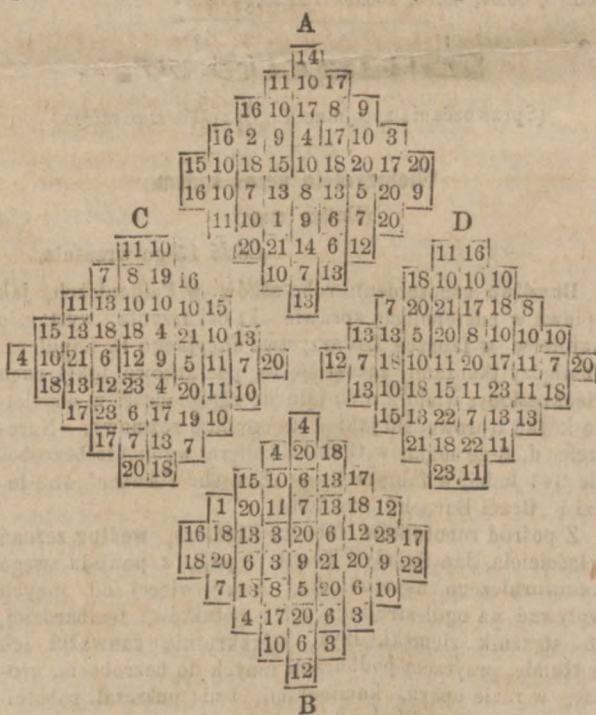 A
14
11 10 17
16 10 17 8 9
16 2 9 4 17 10 3
15 10 18 15 10 18 20 17 20
16 10 7 13 8 13 5 20 9
11 10 1 9 6 7 20
20 21 14 6 12
10 7 13
13
C
11 10
7 8 19 16
11 13 10 10 10 15
15 13 18 18 4 21 10 13
4 10 21 6 12 9 5 11 7 20
18 13 12 23 4 20 11 10
17 23 6 17 19 10
17 7 13 7
20 18
D
11 16
18 10 10 10
7 20 21 17 18 8
13 13 5 20 8 10 10 10
12 7 18 10 11 20 17 11 7 20
13 10 18 15 11 23 11 18
15 13 22 7 13 13
21 18 22 11
23 11
4
4 20 18
15 10 6 13 17
1 20 11 7 13 18 12
16 18 13 3 20 6 12 23 17
18 20 6 3 9 21 20 9 22
7 13 8 5 20 6 10
4 17 20 6 3
10 6 3
12
B